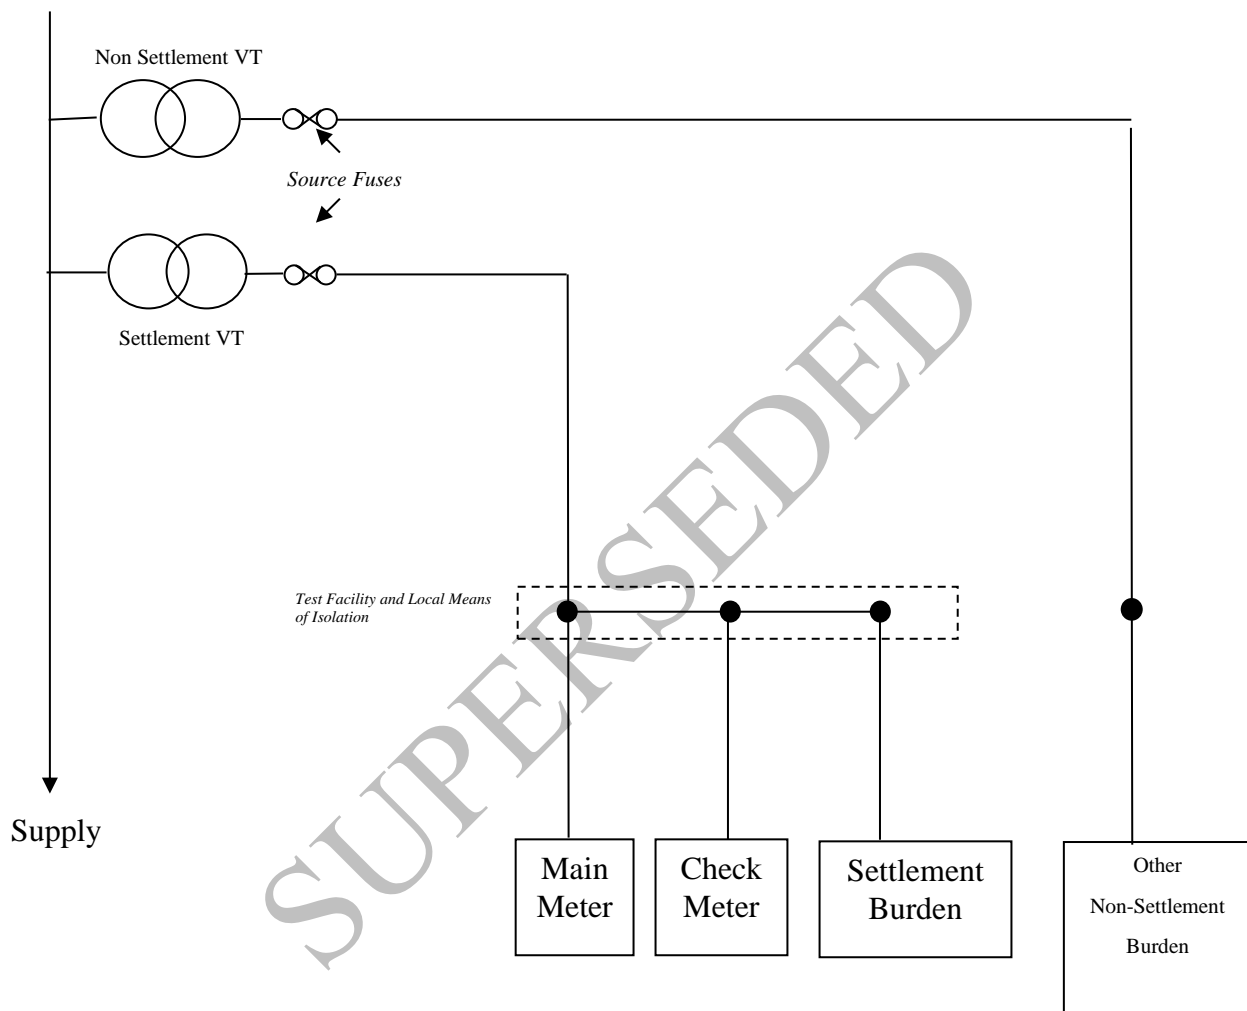 Non Settlement VT
Source Fuses
Settlement VT
SUPERSEDED
Test Facility and Local Means
of Isolation
Supply
Main
Meter
Check
Meter
Settlement
Burden
Other
Non-Settlement
Burden